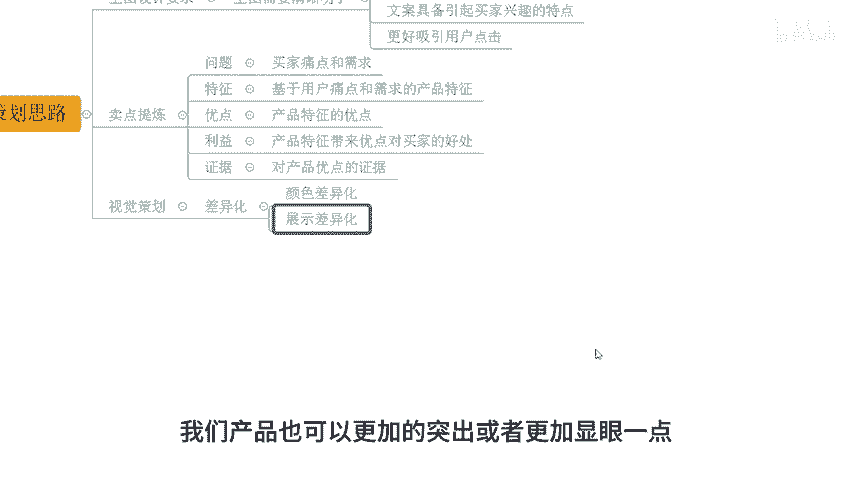 文案具备引起买家兴趣的特点
更好吸引用户点击
问题 买家痛点和需求
特征 基于用户痛点和需求的产品特征
划思路 卖点提炼 优点 产品特征的优点
利益 产品特征带来优点对买家的好处
证据 对产品优点的证据
颜色差异化
视觉策划 差异化
展示差异化
我们产品也可以更加的突出或者更加显眼一点